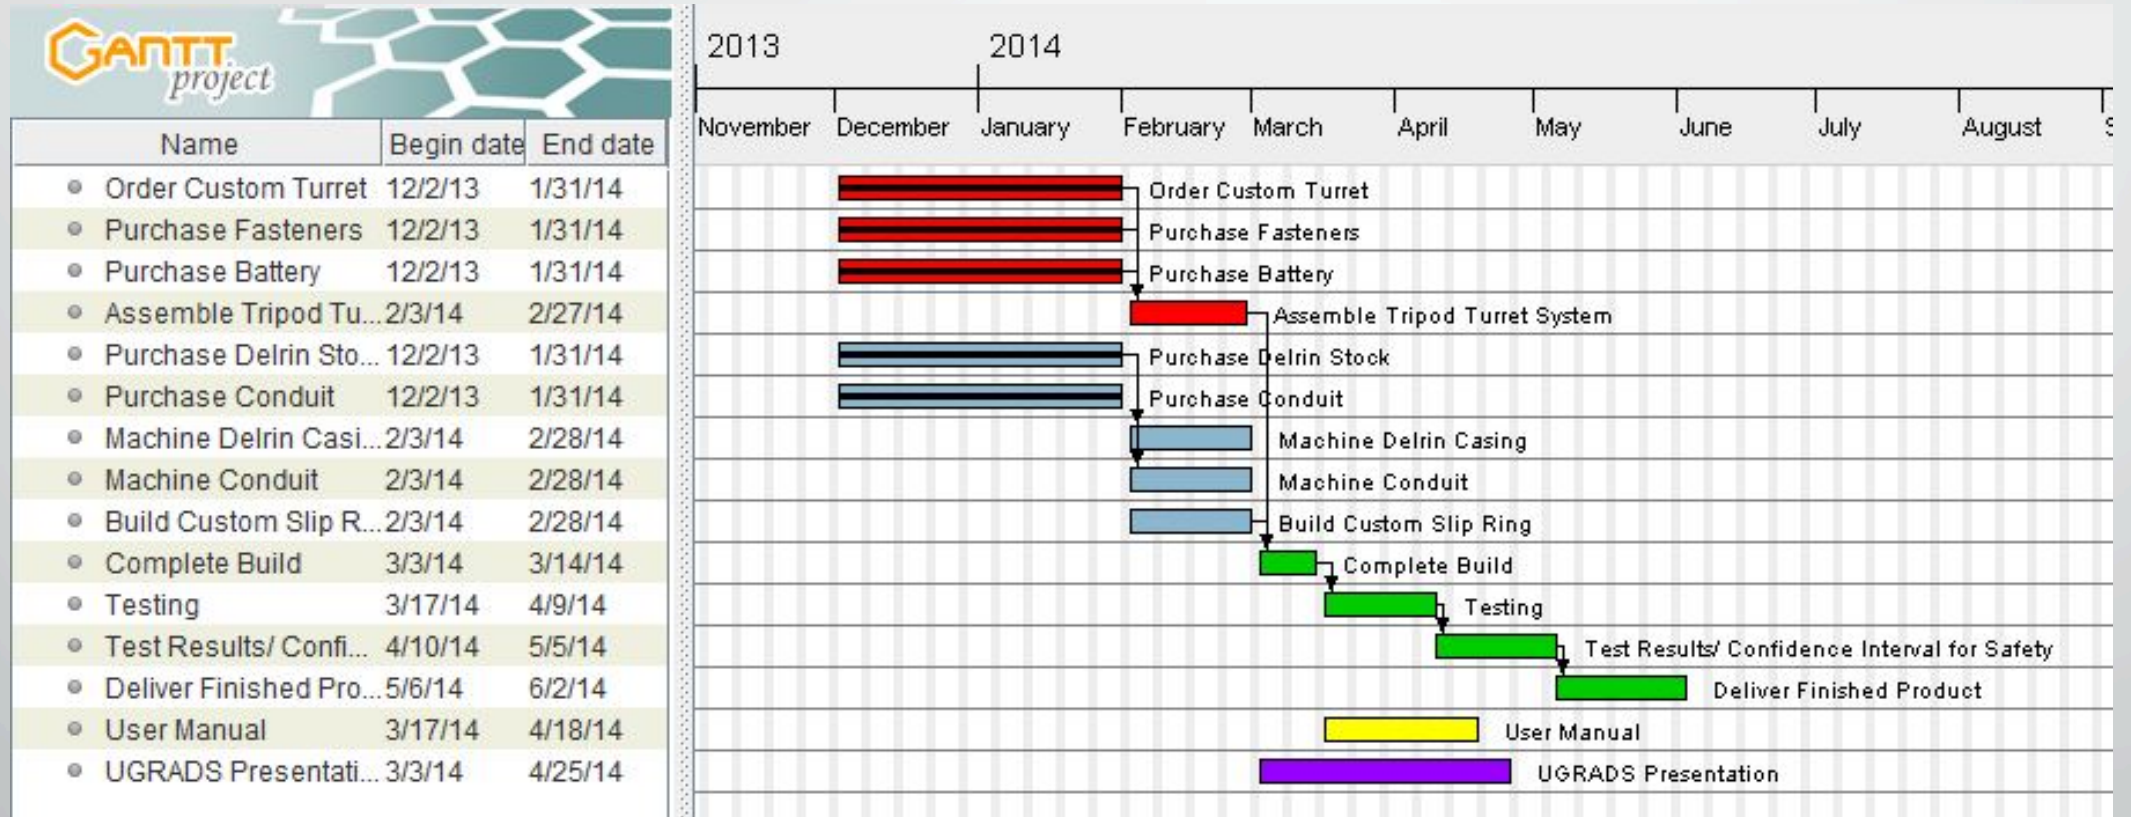 GANTT
project
2013 2014
November December January February March April May June July August
Name Begin date End date
Order Custom Turret 12/2/13 1/31/14 Order Custom Turret
Purchase Fasteners 12/2/13 1/31/14 Purchase Fasteners
Purchase Battery 12/2/13 1/31/14 Purchase Battery
Assemble Tripod Tu... 2/3/14 2/27/14 Assemble Tripod Turret System
Purchase Delrin Sto... 12/2/13 1/31/14 Purchase Delrin Stock
Purchase Conduit 12/2/13 1/31/14 Purchase Conduit
Machine Delrin Casi... 2/3/14 2/28/14 Machine Delrin Casing
Machine Conduit 2/3/14 2/28/14 Machine Conduit
Build Custom Slip R... 2/3/14 2/28/14 Build Custom Slip Ring
Complete Build 3/3/14 3/14/14 Complete Build
Testing 3/17/14 4/9/14 Testing
Test Results/ Confi... 4/10/14 5/5/14 Test Results/ Confidence Interval for Safety
Deliver Finished Pro... 5/6/14 6/2/14 Deliver Finished Product
User Manual 3/17/14 4/18/14 User Manual
UGRADS Presentati... 3/3/14 4/25/14 UGRADS Presentation